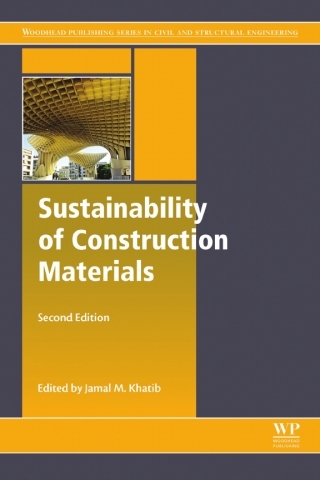 WOODHEAD PUBLISHING SERIES IN CIVIL AND STRUCTURAL ENGINEERING
Sustainability
of Construction
Materials
Second Edition
Edited by Jamal M. Khatib
WP
WOODHEAD
PUBLISHING